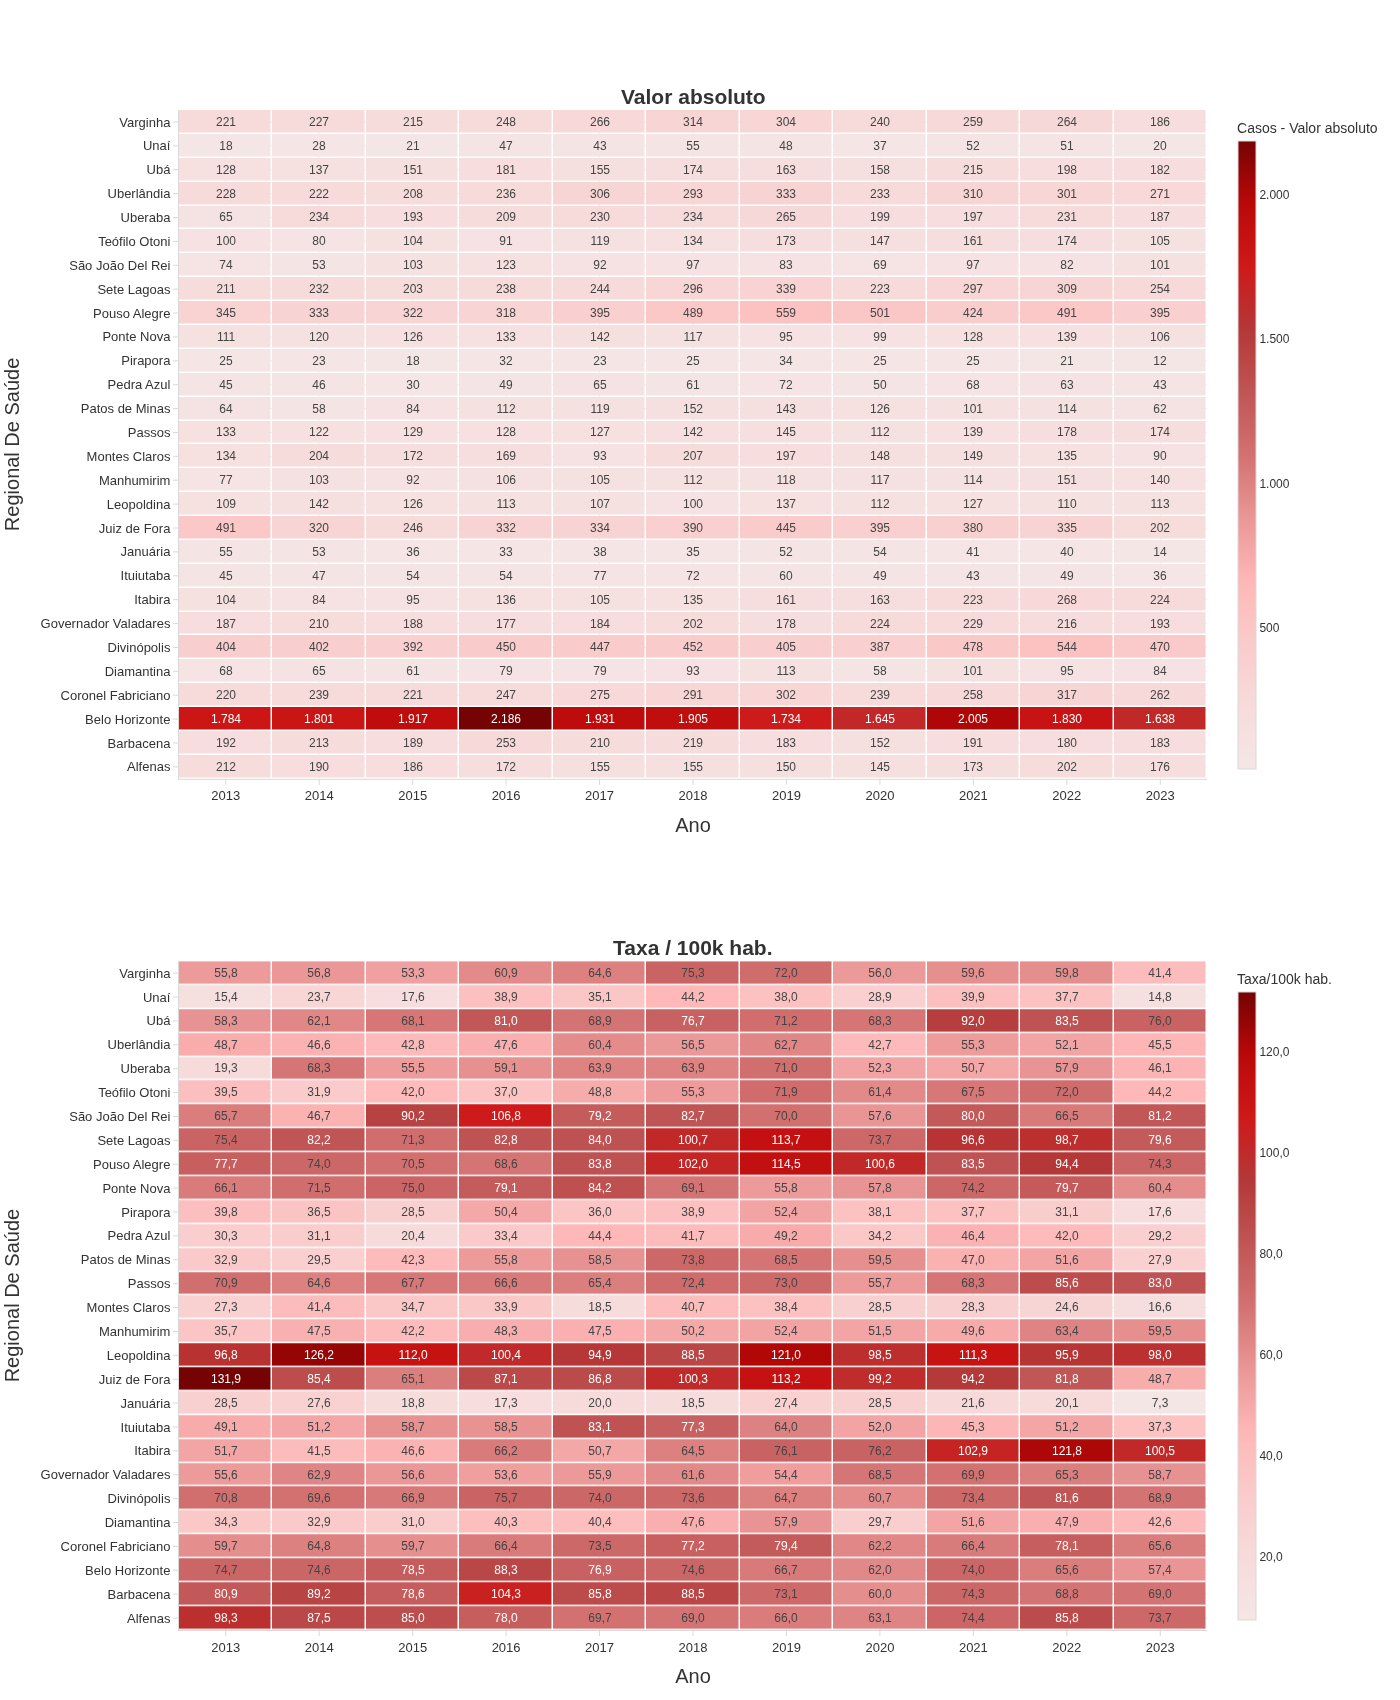 Valor absoluto
Casos - Valor absoluto
Varginha 221 227 215 248 266 314 304 240 259 264 186
Unaí 18 28 21 47 43 55 48 37 52 51 20
Ubá 128 137 151 181 155 174 163 158 215 198 182
2.000
Uberlândia 228 222 208 236 306 293 333 233 310 301 271
Uberaba 65 234 193 209 230 234 265 199 197 231 187
Teófilo Otoni 100 80 104 91 119 134 173 147 161 174 105
São João Del Rei 74 53 103 123 92 97 83 69 97 82 101
Sete Lagoas 211 232 203 238 244 296 339 223 297 309 254
Pouso Alegre 345 333 322 318 395 489 559 501 424 491 395
Ponte Nova 111 120 126 133 142 117 95 99 128 139 106
1.500
Pirapora 25 23 18 32 23 25 34 25 25 21 12
Pedra Azul 45 46 30 49 65 61 72 50 68 63 43
Patos de Minas 64 58 84 112 119 152 143 126 101 114 62
Passos 133 122 129 128 127 142 145 112 139 178 174
Regional De Saúde
Montes Claros 134 204 172 169 93 207 197 148 149 135 90
Manhumirim 77 103 92 106 105 112 118 117 114 151 140
1.000
Leopoldina 109 142 126 113 107 100 137 112 127 110 113
Juiz de Fora 491 320 246 332 334 390 445 395 380 335 202
Januária 55 53 36 33 38 35 52 54 41 40 14
Ituiutaba 45 47 54 54 77 72 60 49 43 49 36
Itabira 104 84 95 136 105 135 161 163 223 268 224
Governador Valadares 187 210 188 177 184 202 178 224 229 216 193
500
Divinópolis 404 402 392 450 447 452 405 387 478 544 470
Diamantina 68 65 61 79 79 93 113 58 101 95 84
Coronel Fabriciano 220 239 221 247 275 291 302 239 258 317 262
Belo Horizonte 1.784 1.801 1.917 2.186 1.931 1.905 1.734 1.645 2.005 1.830 1.638
Barbacena 192 213 189 253 210 219 183 152 191 180 183
Alfenas 212 190 186 172 155 155 150 145 173 202 176
2013 2014 2015 2016 2017 2018 2019 2020 2021 2022 2023
Ano
Taxa / 100k hab.
Taxa/100k hab.
Varginha 55,8 56,8 53,3 60,9 64,6 75,3 72,0 56,0 59,6 59,8 41,4
Unaí 15,4 23,7 17,6 38,9 35,1 44,2 38,0 28,9 39,9 37,7 14,8
Ubá 58,3 62,1 68,1 81,0 68,9 76,7 71,2 68,3 92,0 83,5 76,0
Uberlândia 48,7 46,6 42,8 47,6 60,4 56,5 62,7 42,7 55,3 52,1 45,5
120,0
Uberaba 19,3 68,3 55,5 59,1 63,9 63,9 71,0 52,3 50,7 57,9 46,1
Teófilo Otoni 39,5 31,9 42,0 37,0 48,8 55,3 71,9 61,4 67,5 72,0 44,2
São João Del Rei 65,7 46,7 90,2 106,8 79,2 82,7 70,0 57,6 80,0 66,5 81,2
Sete Lagoas 75,4 82,2 71,3 82,8 84,0 100,7 113,7 73,7 96,6 98,7 79,6
100,0
Pouso Alegre 77,7 74,0 70,5 68,6 83,8 102,0 114,5 100,6 83,5 94,4 74,3
Ponte Nova 66,1 71,5 75,0 79,1 84,2 69,1 55,8 57,8 74,2 79,7 60,4
Pirapora 39,8 36,5 28,5 50,4 36,0 38,9 52,4 38,1 37,7 31,1 17,6
Pedra Azul 30,3 31,1 20,4 33,4 44,4 41,7 49,2 34,2 46,4 42,0 29,2
80,0
Patos de Minas 32,9 29,5 42,3 55,8 58,5 73,8 68,5 59,5 47,0 51,6 27,9
Passos 70,9 64,6 67,7 66,6 65,4 72,4 73,0 55,7 68,3 85,6 83,0
Regional De Saúde
Montes Claros 27,3 41,4 34,7 33,9 18,5 40,7 38,4 28,5 28,3 24,6 16,6
Manhumirim 35,7 47,5 42,2 48,3 47,5 50,2 52,4 51,5 49,6 63,4 59,5
Leopoldina 96,8 126,2 112,0 100,4 94,9 88,5 121,0 98,5 111,3 95,9 98,0
60,0
Juiz de Fora 131,9 85,4 65,1 87,1 86,8 100,3 113,2 99,2 94,2 81,8 48,7
Januária 28,5 27,6 18,8 17,3 20,0 18,5 27,4 28,5 21,6 20,1 7,3
Ituiutaba 49,1 51,2 58,7 58,5 83,1 77,3 64,0 52,0 45,3 51,2 37,3
Itabira 51,7 41,5 46,6 66,2 50,7 64,5 76,1 76,2 102,9 121,8 100,5
40,0
Governador Valadares 55,6 62,9 56,6 53,6 55,9 61,6 54,4 68,5 69,9 65,3 58,7
Divinópolis 70,8 69,6 66,9 75,7 74,0 73,6 64,7 60,7 73,4 81,6 68,9
Diamantina 34,3 32,9 31,0 40,3 40,4 47,6 57,9 29,7 51,6 47,9 42,6
Coronel Fabriciano 59,7 64,8 59,7 66,4 73,5 77,2 79,4 62,2 66,4 78,1 65,6
20,0
Belo Horizonte 74,7 74,6 78,5 88,3 76,9 74,6 66,7 62,0 74,0 65,6 57,4
Barbacena 80,9 89,2 78,6 104,3 85,8 88,5 73,1 60,0 74,3 68,8 69,0
Alfenas 98,3 87,5 85,0 78,0 69,7 69,0 66,0 63,1 74,4 85,8 73,7
2013 2014 2015 2016 2017 2018 2019 2020 2021 2022 2023
Ano